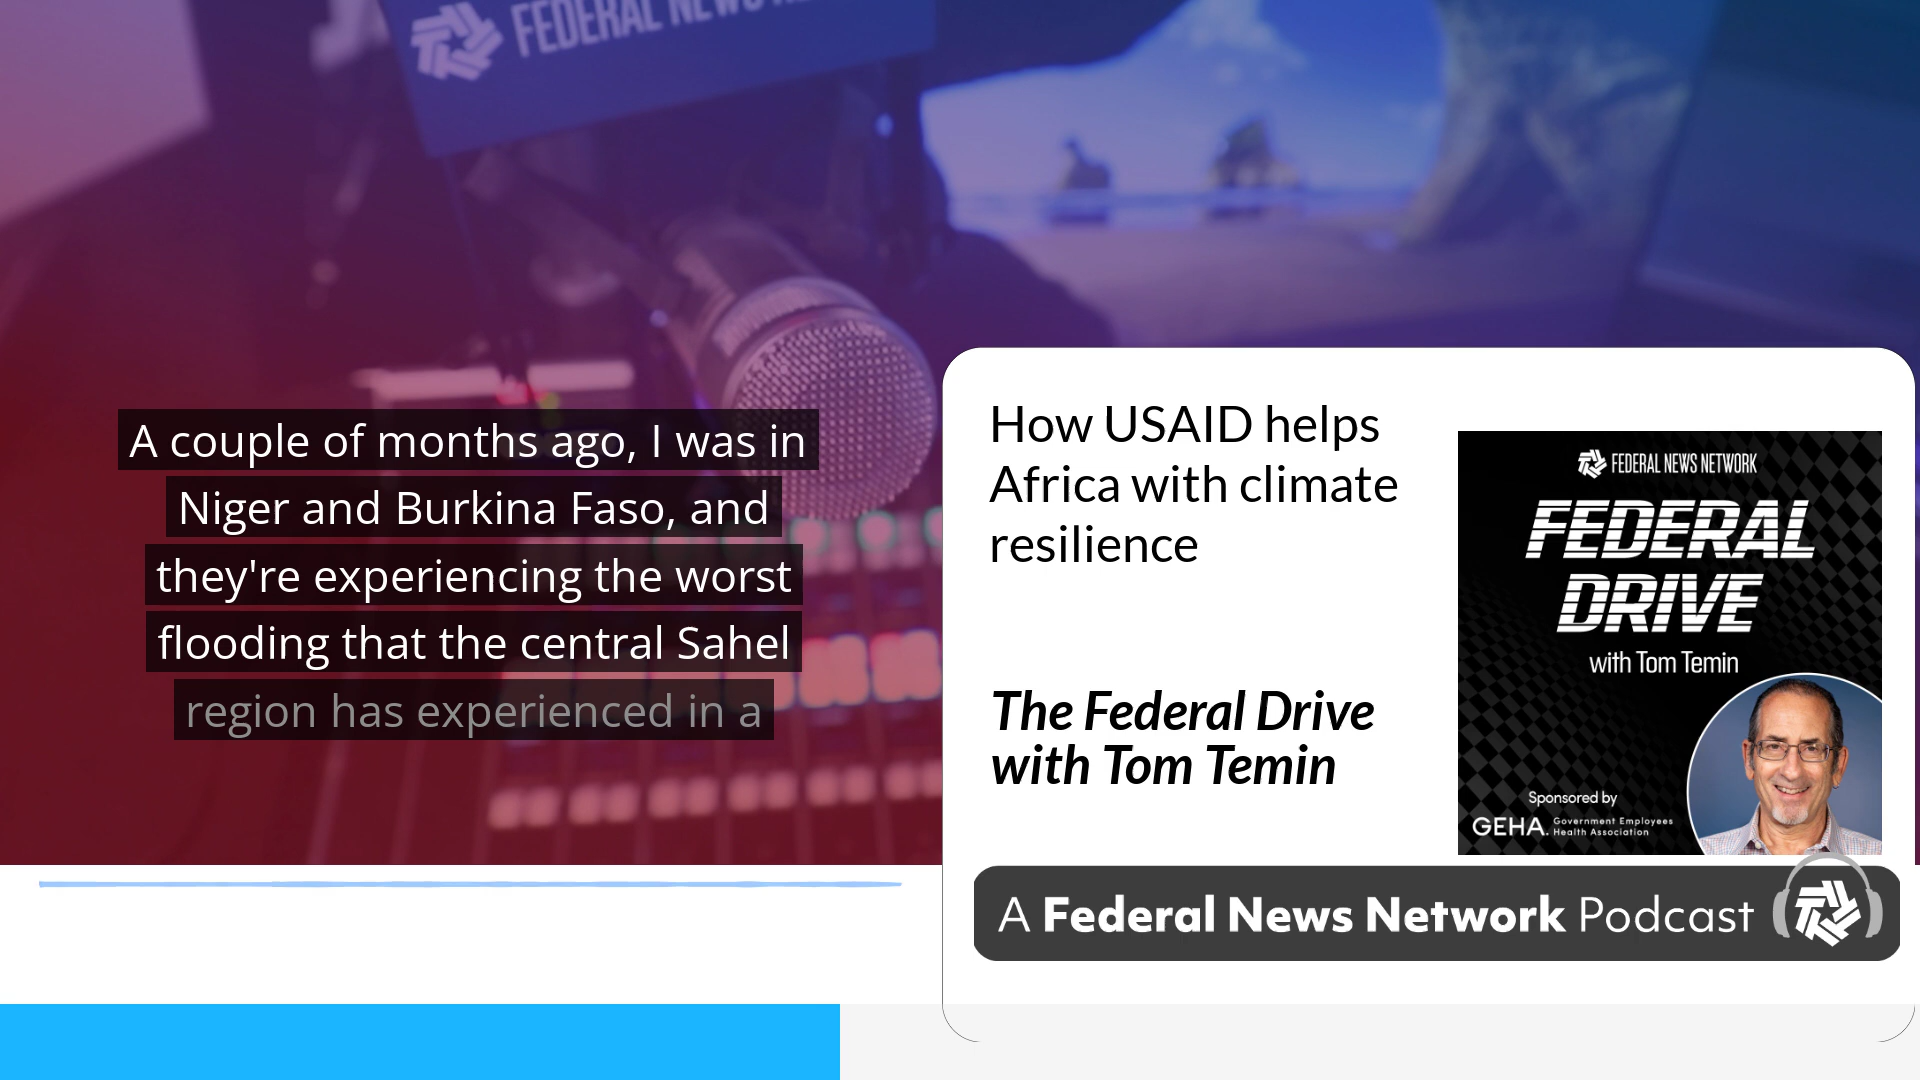 FEDERAL NEWS
A couple of months ago, I was in
Niger and Burkina Faso, and
they're experiencing the worst
flooding that the central Sahel
region has experienced in a
How USAID helps
Africa with climate
resilience
The Federal Drive
with Tom Temin
FEDERAL NEWS NETWORK
FEDERAL
DRIVE
with Tom Temin
Sponsored by
GEHA. Government Employees
Health Association
A Federal News Network Podcast